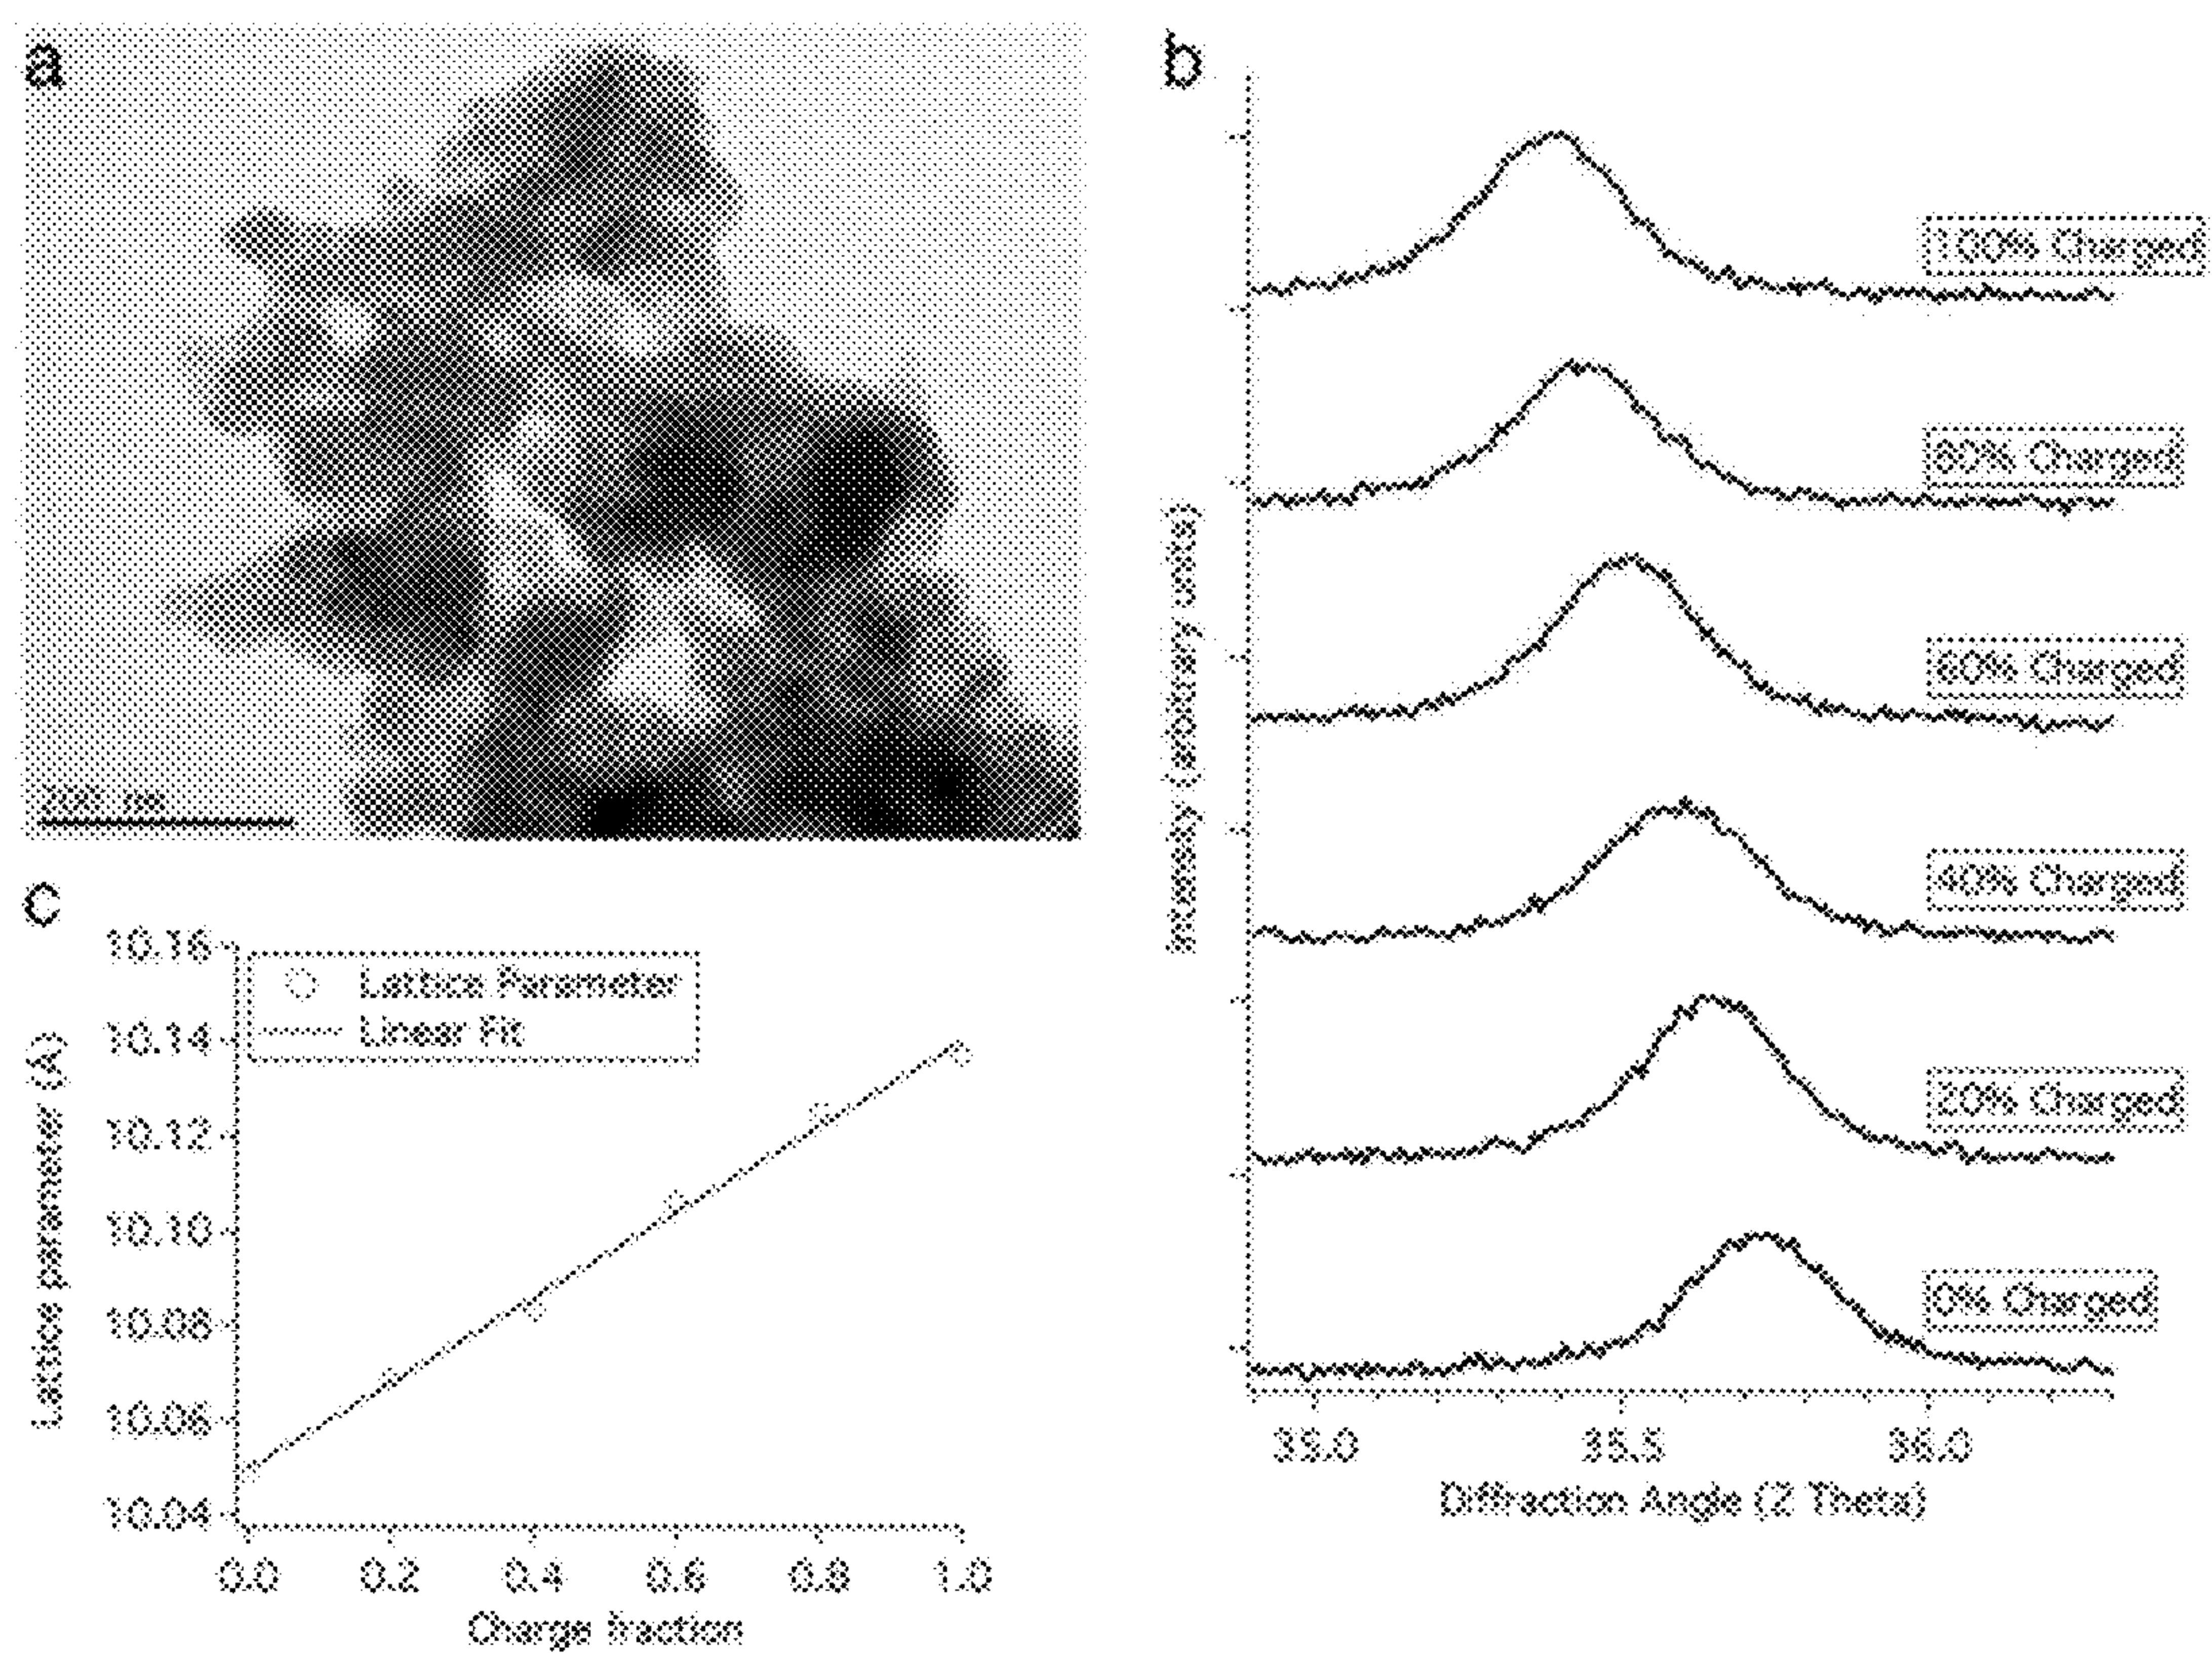 a
200 nm
b
100% Charged
80% Charged
60% Charged
40% Charged
20% Charged
0% Charged
Intensity (arbitrary units)
35.0 35.5 36.0
Diffraction Angle (2 Theta)
c
10.16
10.14
10.12
10.10
10.08
10.06
10.04
Lattice Parameter
Linear Fit
Lattice parameter (Å)
0.0 0.2 0.4 0.6 0.8 1.0
Charge fraction